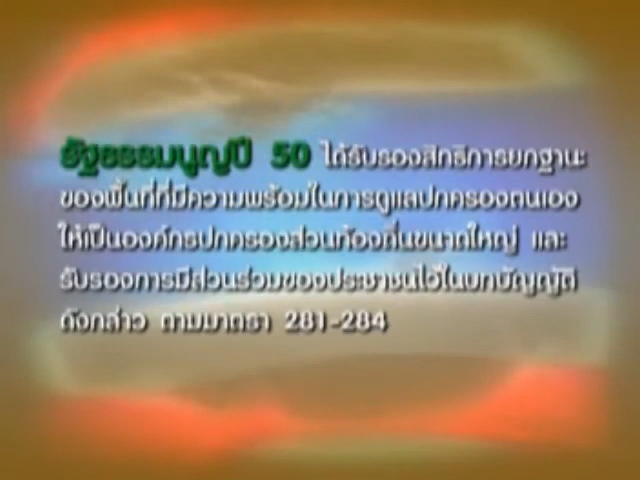 รัฐธรรมนูญปี 50 ได้รับรองสิทธิการยกฐานะ
ของพื้นที่ที่มีความพร้อมในการดูแลปกครองตนเอง
ให้เป็นองค์กรปกครองส่วนท้องถิ่นขนาดใหญ่ และ
รับรองการมีส่วนร่วมของประชาชนไว้ในบทบัญญัติ
ดังกล่าว ตามมาตรา 281-284